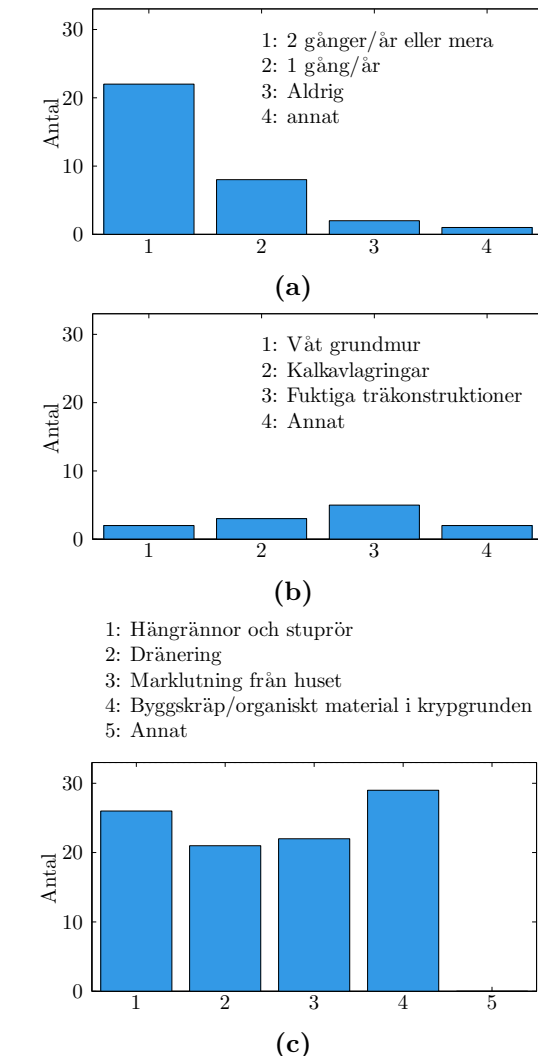 30
1: 2 gånger/år eller mera
2: 1 gång/år
3: Aldrig
4: annat
20
Antal
10
0
1 2 3 4
(a)
30
1: Våt grundmur
2: Kalkavlagringar
3: Fuktiga träkonstruktioner
4: Annat
20
Antal
10
0
1 2 3 4
(b)
1: Hängrännor och stuprör
2: Dränering
3: Marklutning från huset
4: Byggskräp/organiskt material i krypgrunden
5: Annat
30
20
Antal
10
0
1 2 3 4 5
(c)